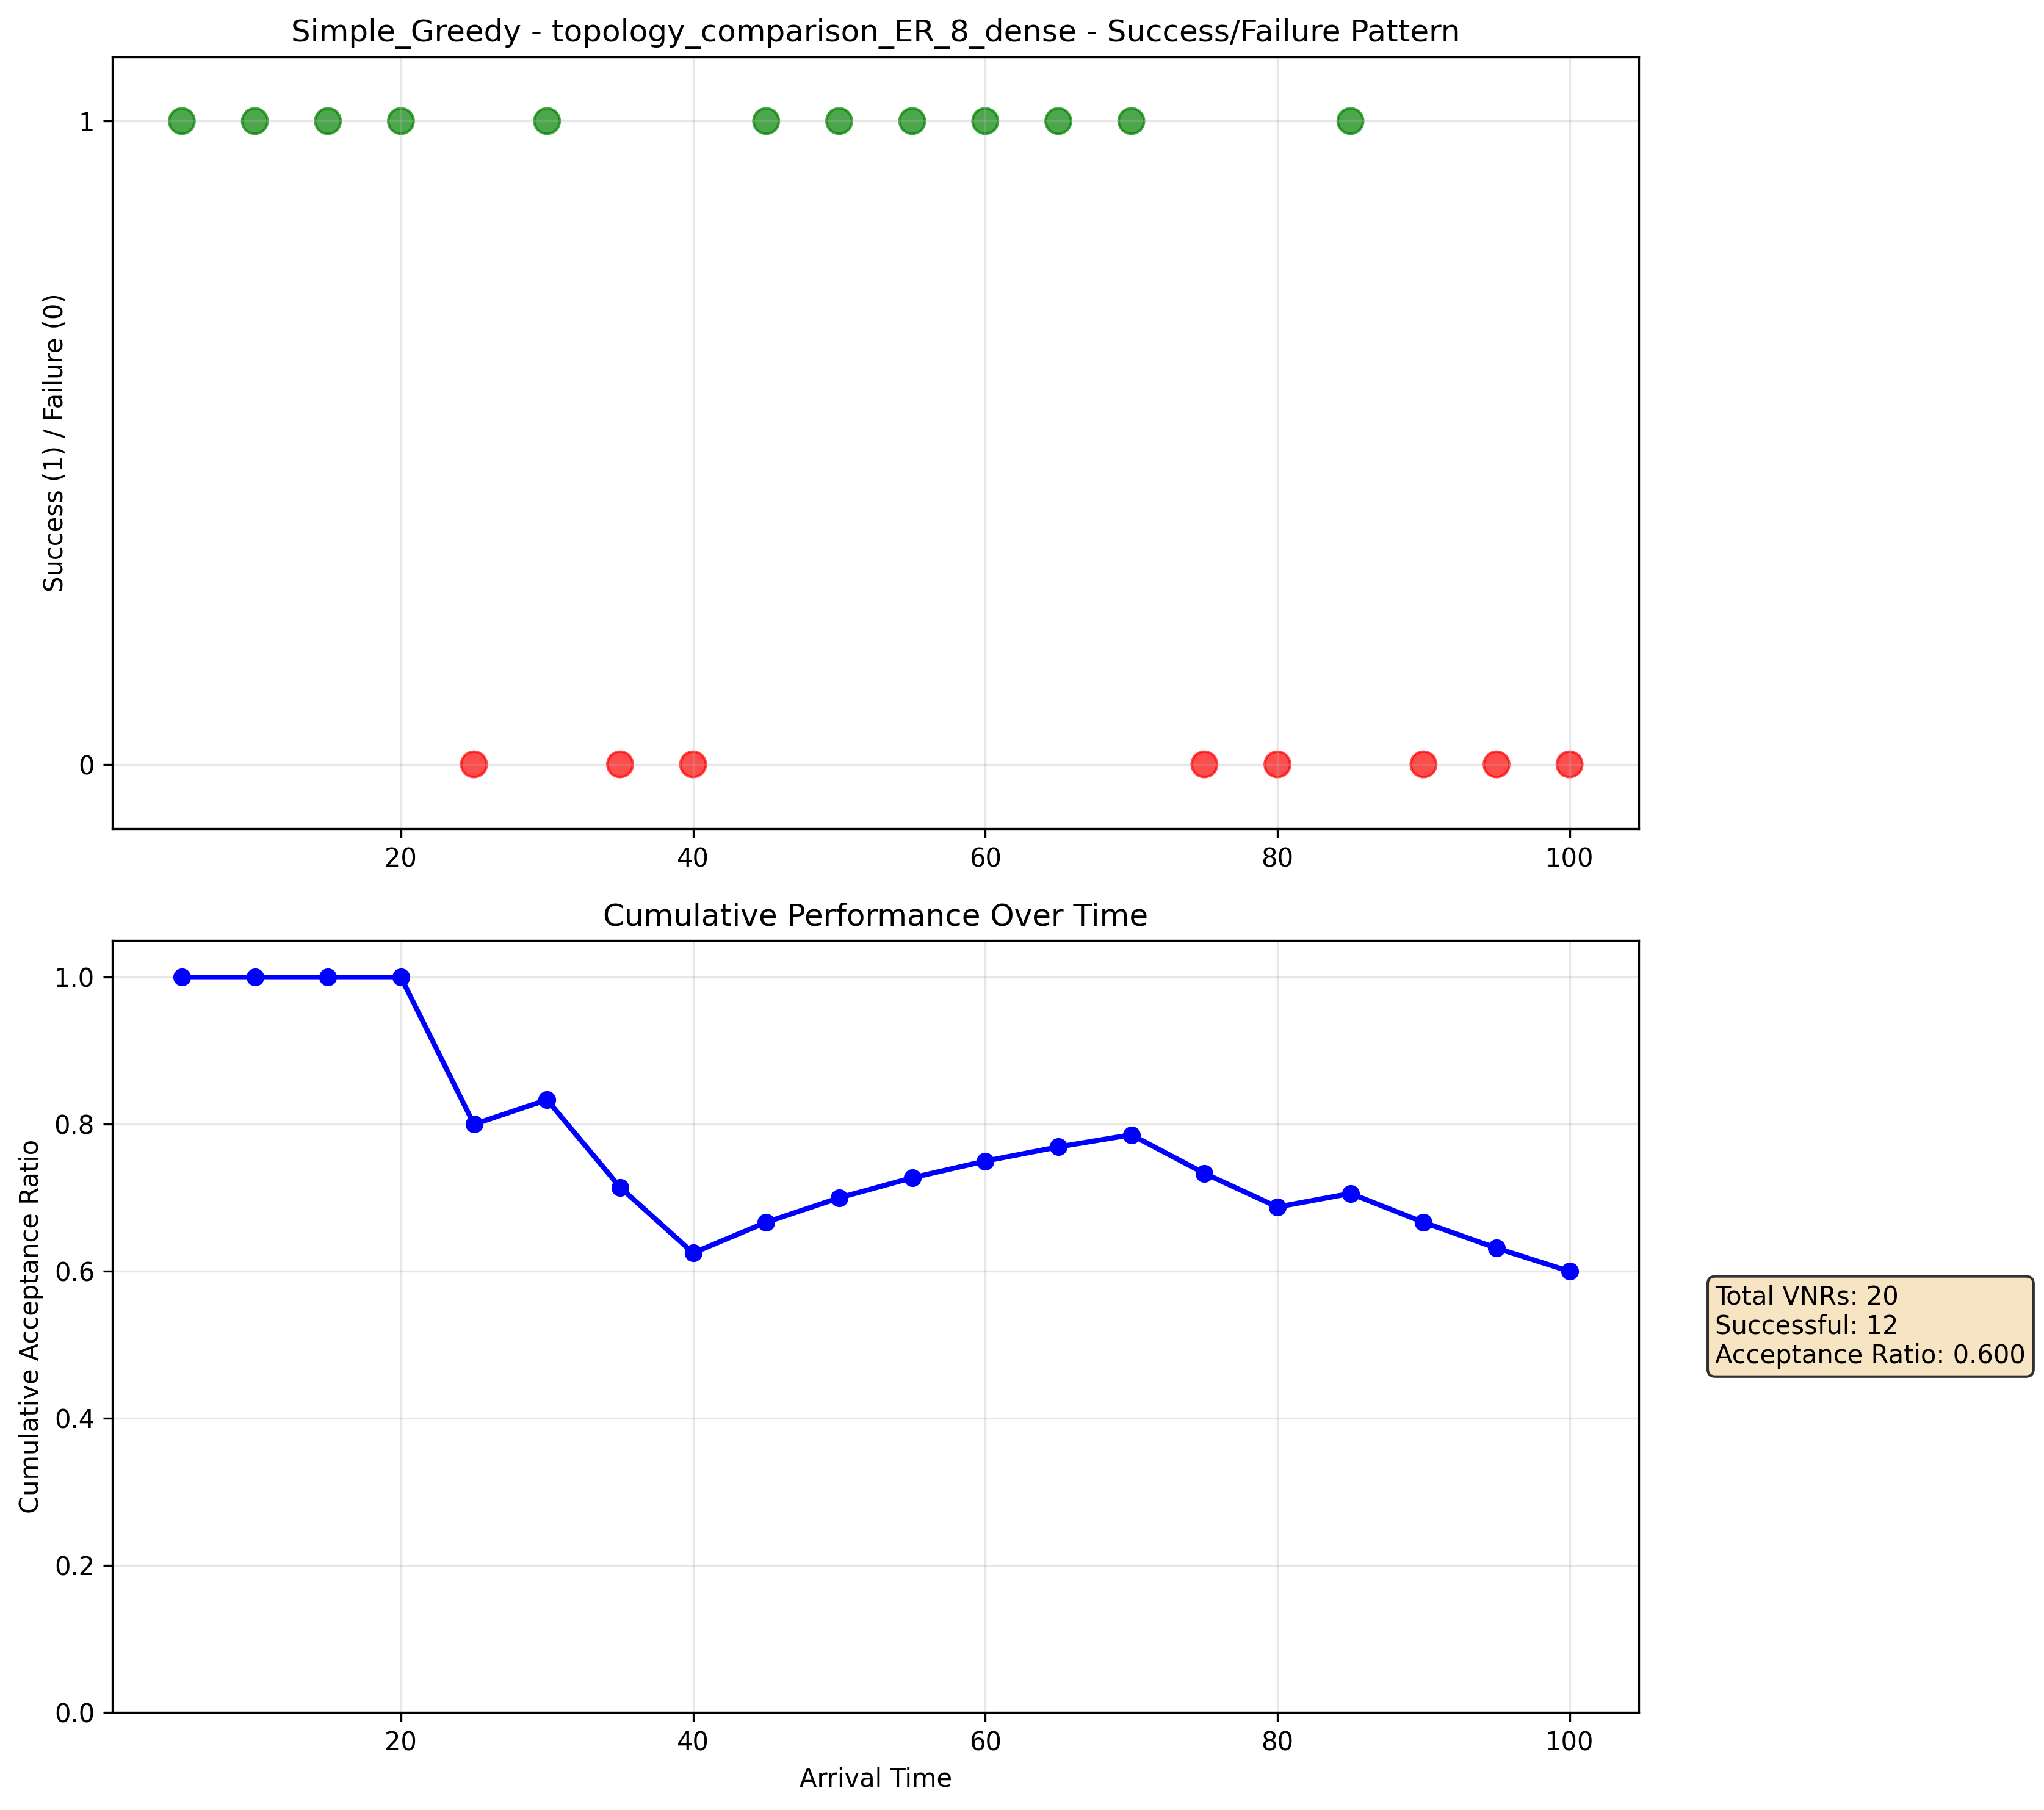 Simple_Greedy - topology_comparison_ER_8_dense - Success/Failure Pattern
Success (1) / Failure (0)
1
0
20
40
60
80
100
Cumulative Performance Over Time
Cumulative Acceptance Ratio
1.0
0.8
0.6
0.4
0.2
0.0
20
40
60
80
100
Arrival Time
Total VNRs: 20
Successful: 12
Acceptance Ratio: 0.600